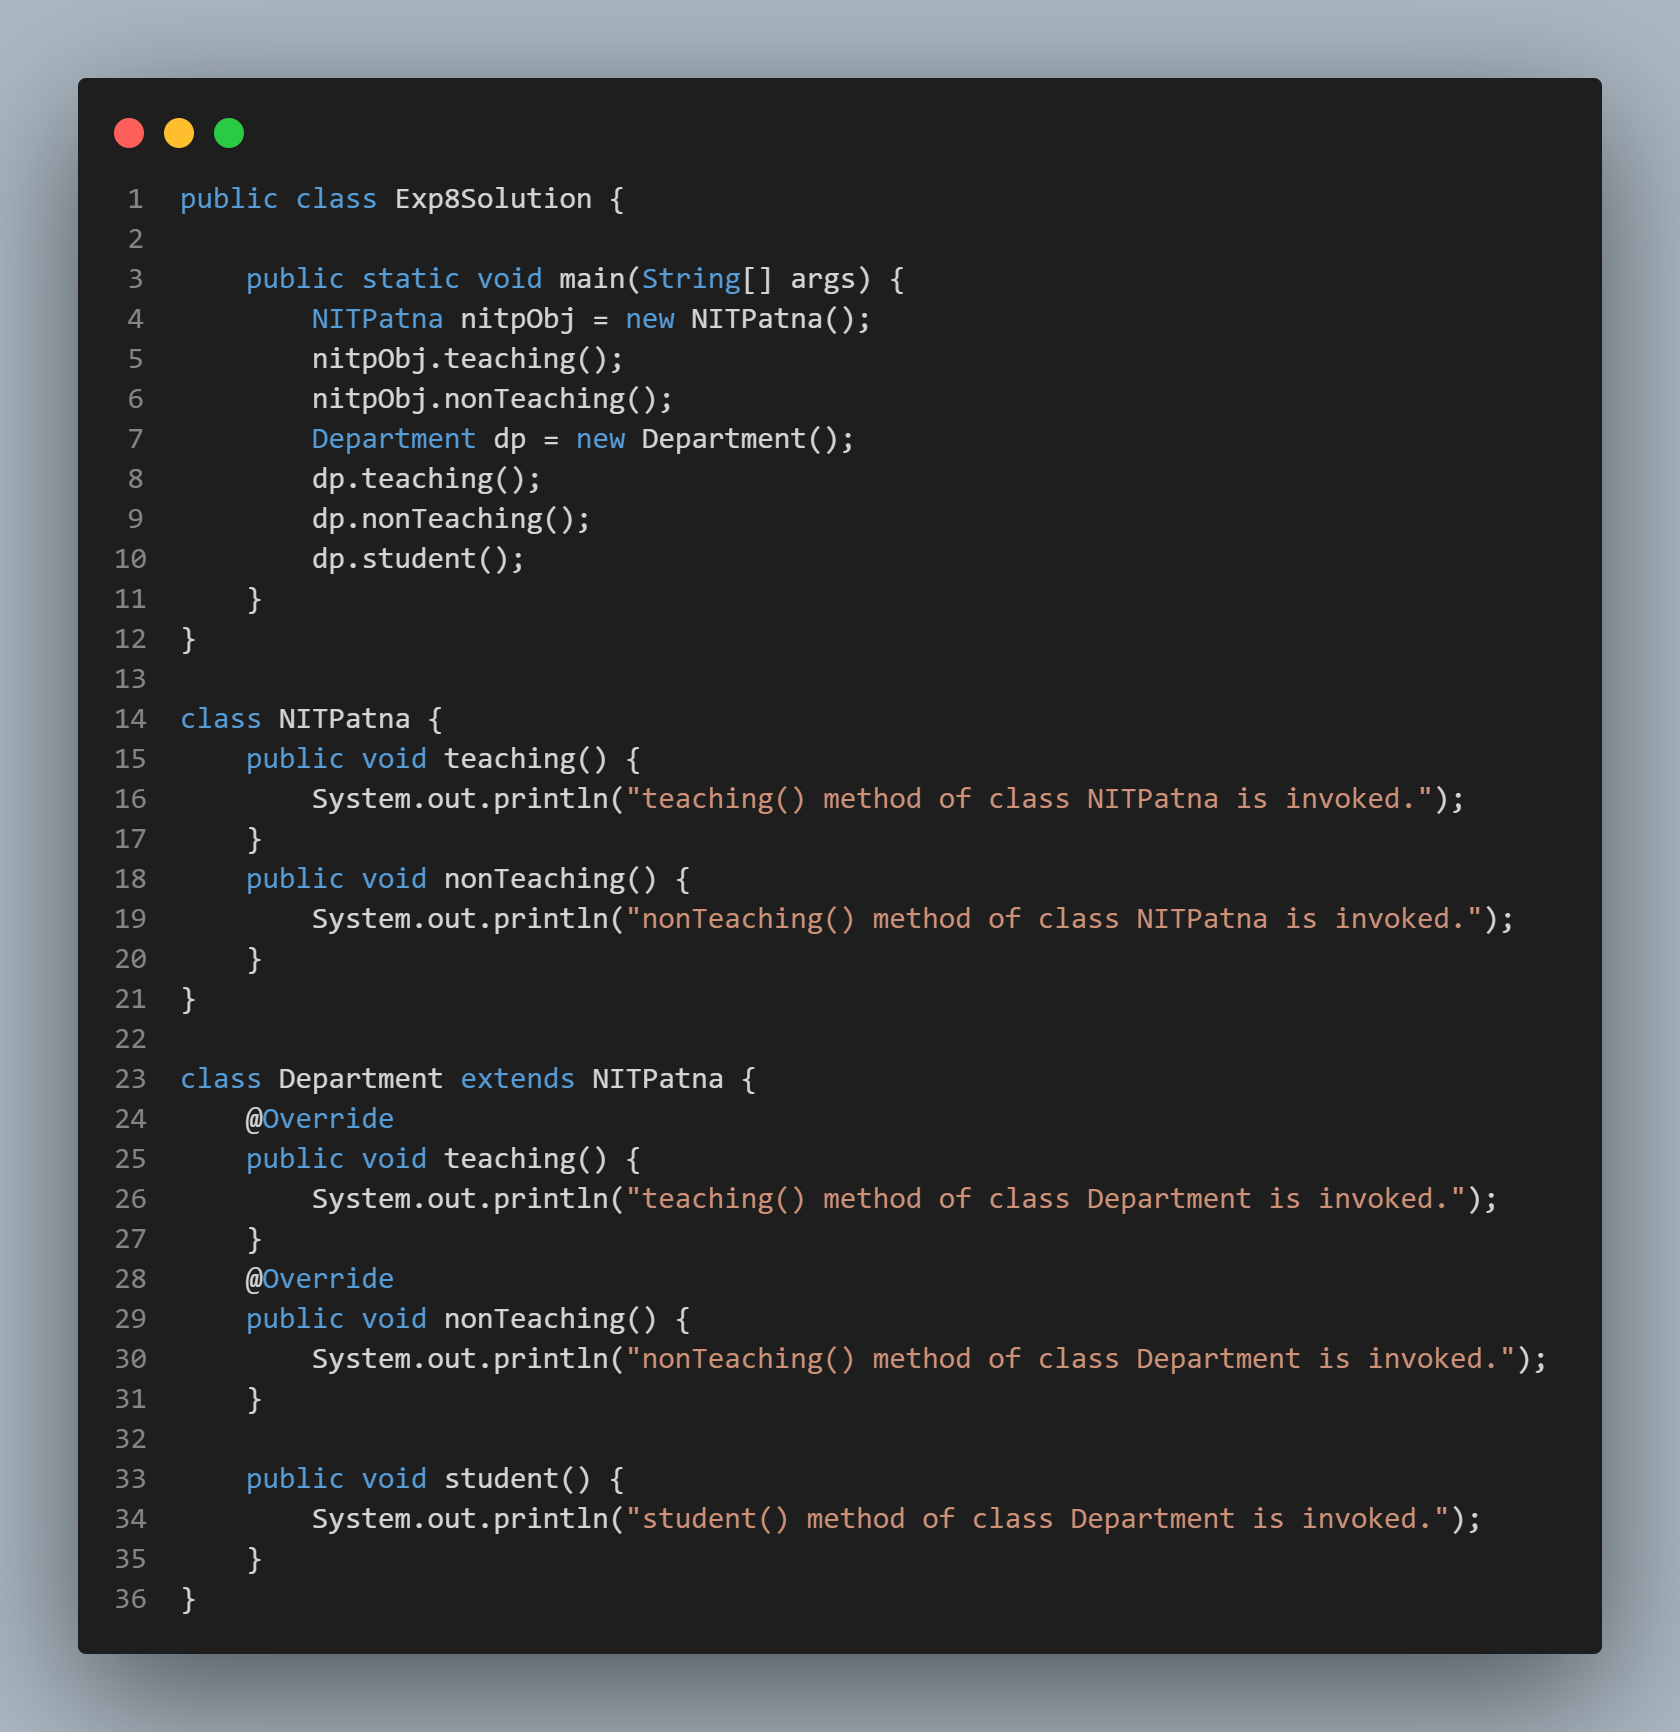 1 public class Exp8Solution {
2
3     public static void main(String[] args) {
4         NITPatna nitpObj = new NITPatna();
5         nitpObj.teaching();
6         nitpObj.nonTeaching();
7         Department dp = new Department();
8         dp.teaching();
9         dp.nonTeaching();
10         dp.student();
11     }
12 }
13
14 class NITPatna {
15     public void teaching() {
16         System.out.println("teaching() method of class NITPatna is invoked.");
17     }
18     public void nonTeaching() {
19         System.out.println("nonTeaching() method of class NITPatna is invoked.");
20     }
21 }
22
23 class Department extends NITPatna {
24     @Override
25     public void teaching() {
26         System.out.println("teaching() method of class Department is invoked.");
27     }
28     @Override
29     public void nonTeaching() {
30         System.out.println("nonTeaching() method of class Department is invoked.");
31     }
32
33     public void student() {
34         System.out.println("student() method of class Department is invoked.");
35     }
36 }